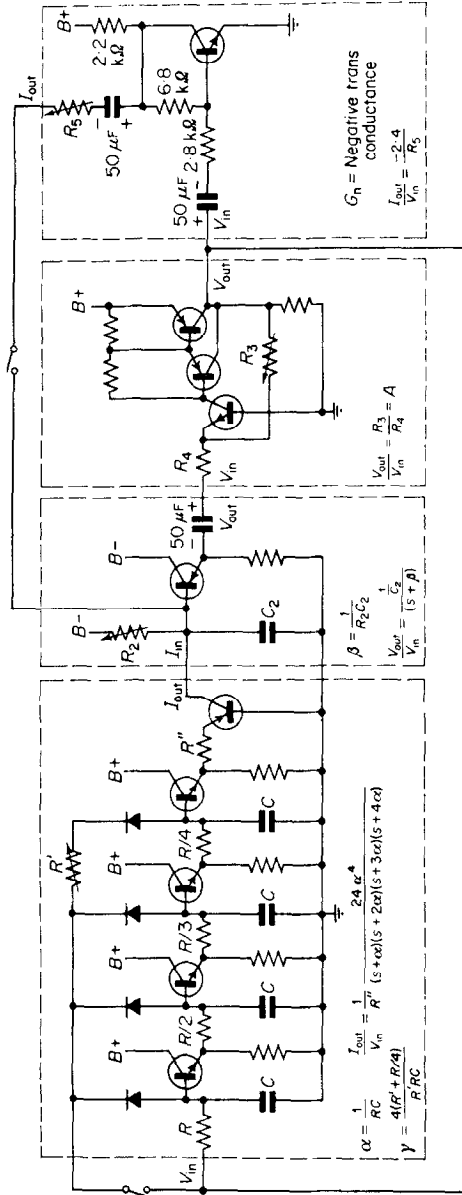 R'
V_in
R
B+
R/2
C
B+
R/3
C
B+
R/4
C
B+
R"
C
I_out
α = 1/RC
I_out/V_in = 1/R" 24 α^4/(s+α)(s+2α)(s+3α)(s+4α)
γ = 4(R'+R/4)/R'RC
B−
R_2
I_in
C_2
B−
50 μF
−
V_out
β = 1/R_2C_2
V_out/V_in = 1/C_2/(s+β)
R_4
V_in
B+
R_3
V_out
V_out/V_in = R_3/R_4 = A
I_out
R_5
50 μF
−
+
B+
2.2
kΩ
6.8
kΩ
50 μF
+
−
2.8 kΩ
V_in
G_n = Negative trans
conductance
I_out/V_in = −2.4/R_5